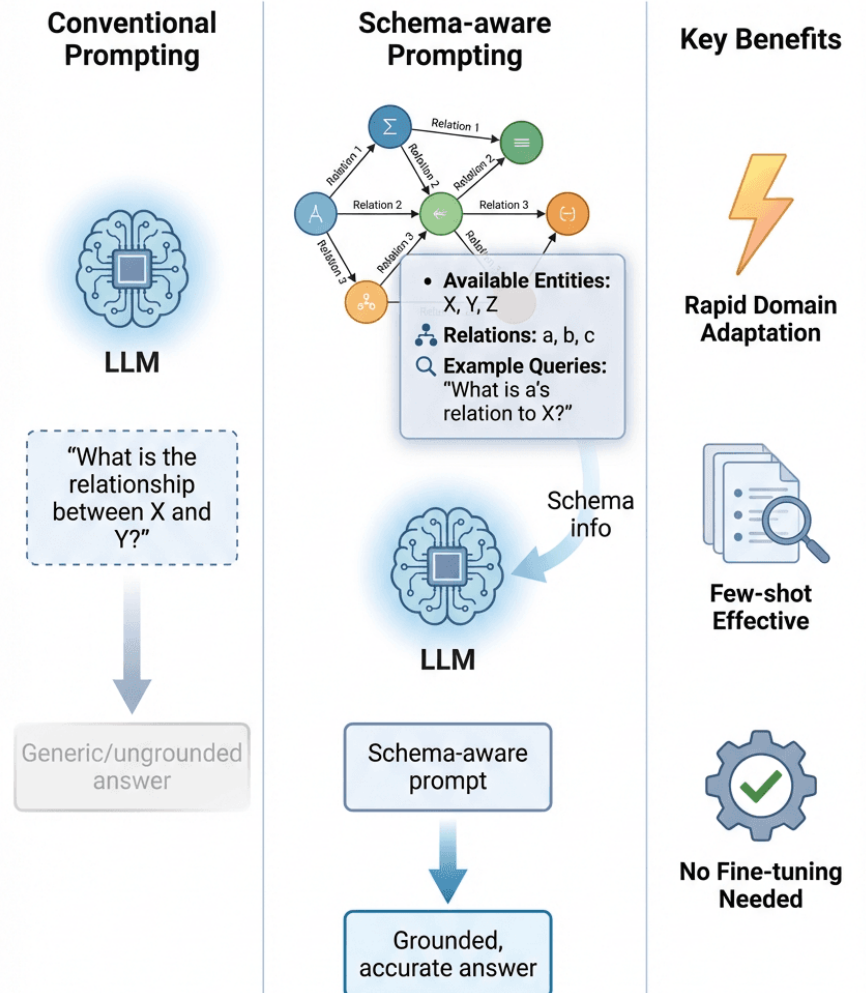 Conventional
Prompting
LLM
“What is the
relationship
between X and
Y?”
Generic/ungrounded
answer
Schema-aware
Prompting
Relation 1
Relation 1
Relation 2
Relation 2
Relation 2
Relation 3
Relation 3
Relation 3
• Available Entities:
X, Y, Z
Relations: a, b, c
Example Queries:
“What is a’s
relation to X?”
Schema
info
LLM
Schema-aware
prompt
Grounded,
accurate answer
Key Benefits
Rapid Domain
Adaptation
Few-shot
Effective
No Fine-tuning
Needed